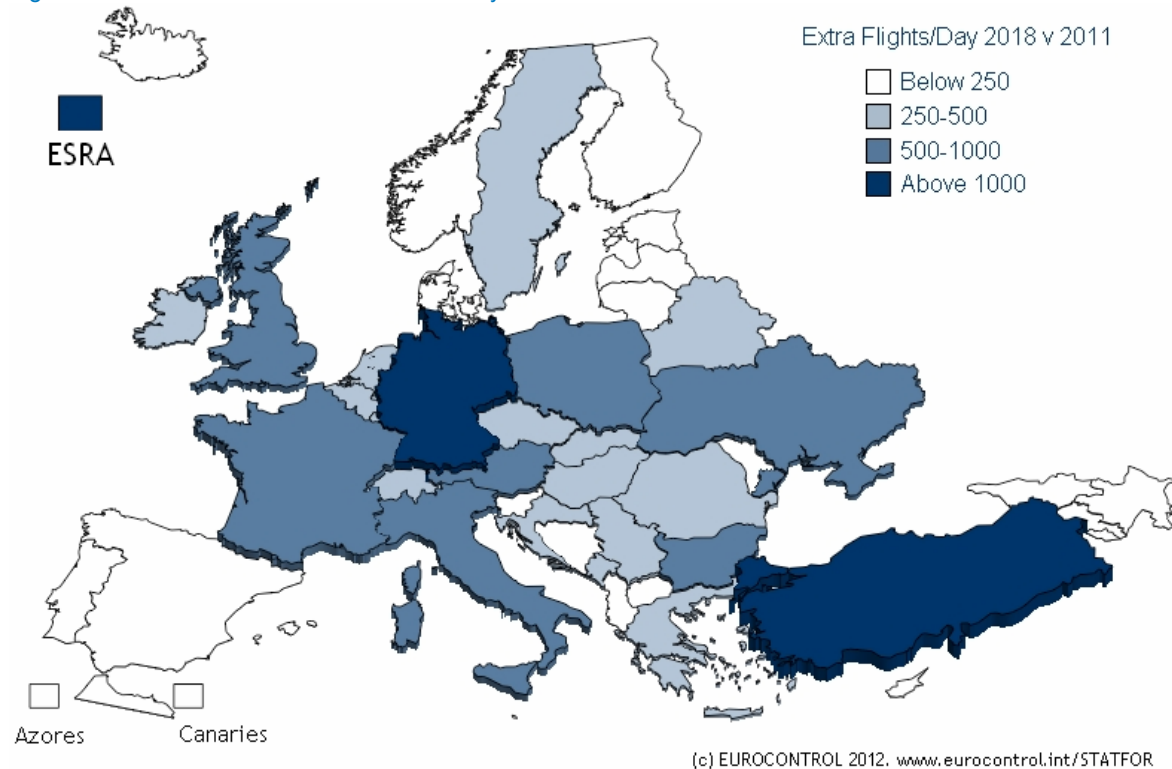 Extra Flights/Day 2018 v 2011
Below 250
250-500
500-1000
Above 1000
ESRA
Azores
Canaries
(c) EUROCONTROL 2012. www.eurocontrol.int/STATFOR